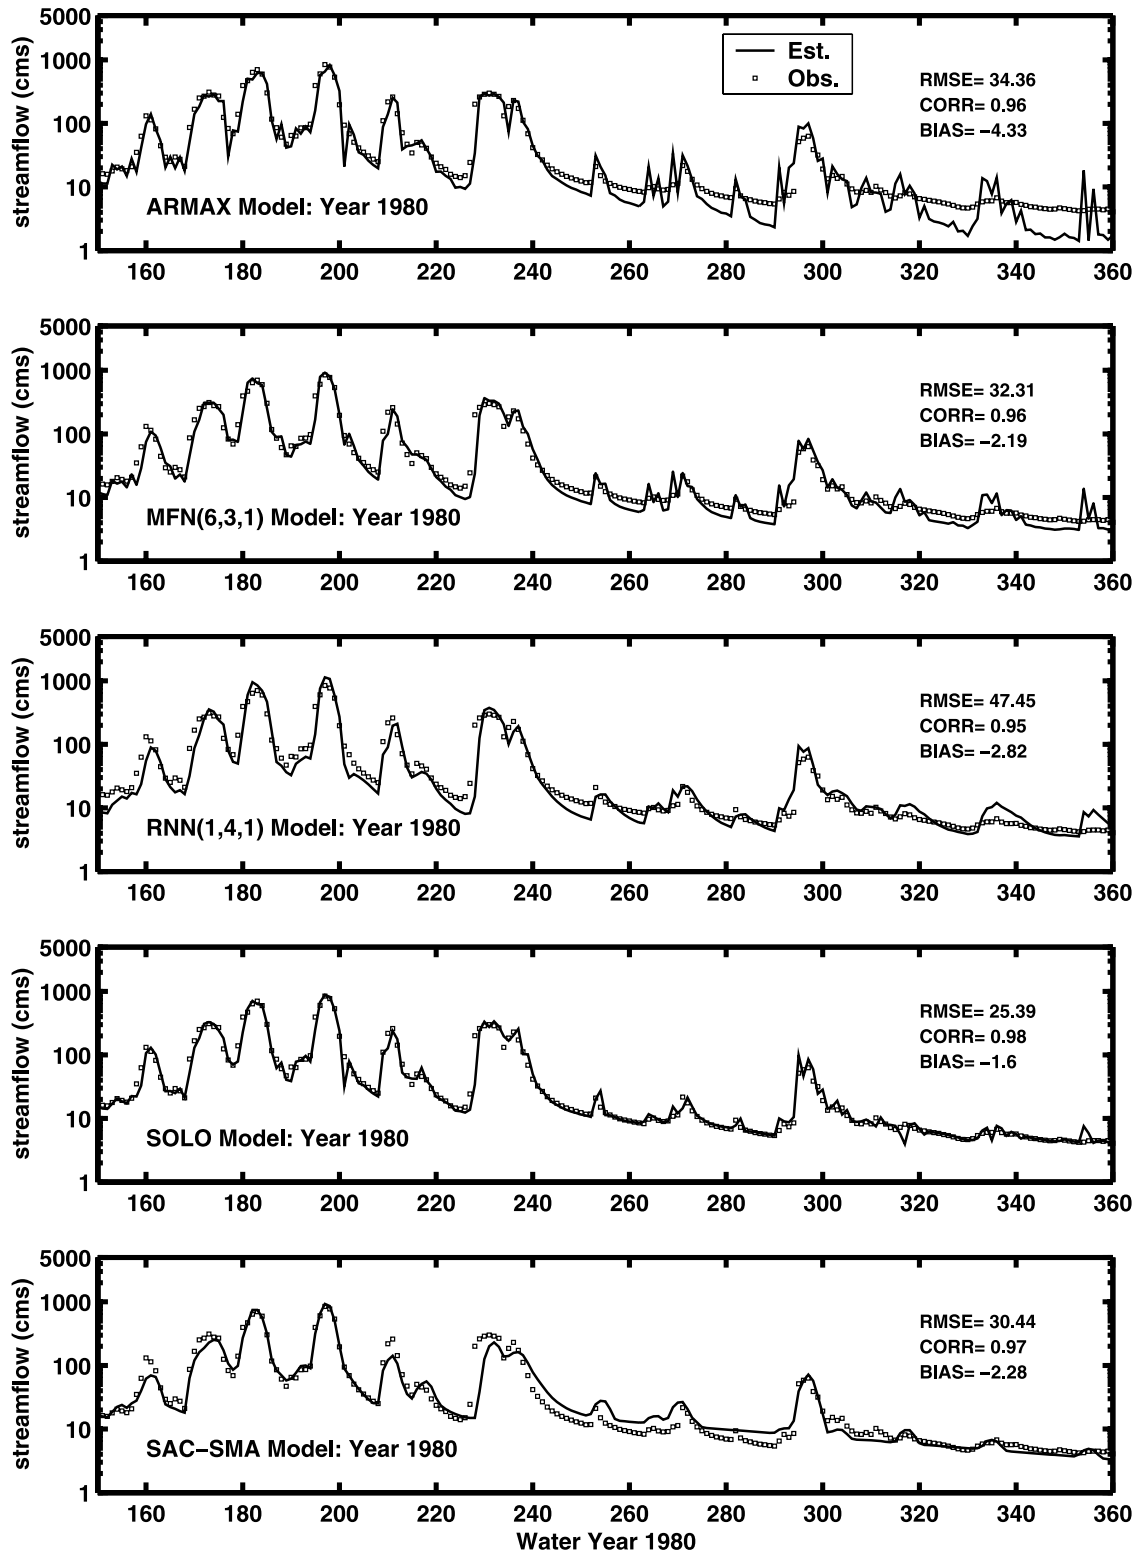 5000
1000
100
10
1
streamflow (cms)
Est.
Obs.
RMSE= 34.36
CORR= 0.96
BIAS= −4.33
ARMAX Model: Year 1980
160 180 200 220 240 260 280 300 320 340 360
5000
1000
100
10
1
streamflow (cms)
RMSE= 32.31
CORR= 0.96
BIAS= −2.19
MFN(6,3,1) Model: Year 1980
160 180 200 220 240 260 280 300 320 340 360
5000
1000
100
10
1
streamflow (cms)
RMSE= 47.45
CORR= 0.95
BIAS= −2.82
RNN(1,4,1) Model: Year 1980
160 180 200 220 240 260 280 300 320 340 360
5000
1000
100
10
1
streamflow (cms)
RMSE= 25.39
CORR= 0.98
BIAS= −1.6
SOLO Model: Year 1980
160 180 200 220 240 260 280 300 320 340 360
5000
1000
100
10
1
streamflow (cms)
RMSE= 30.44
CORR= 0.97
BIAS= −2.28
SAC−SMA Model: Year 1980
160 180 200 220 240 260 280 300 320 340 360
Water Year 1980